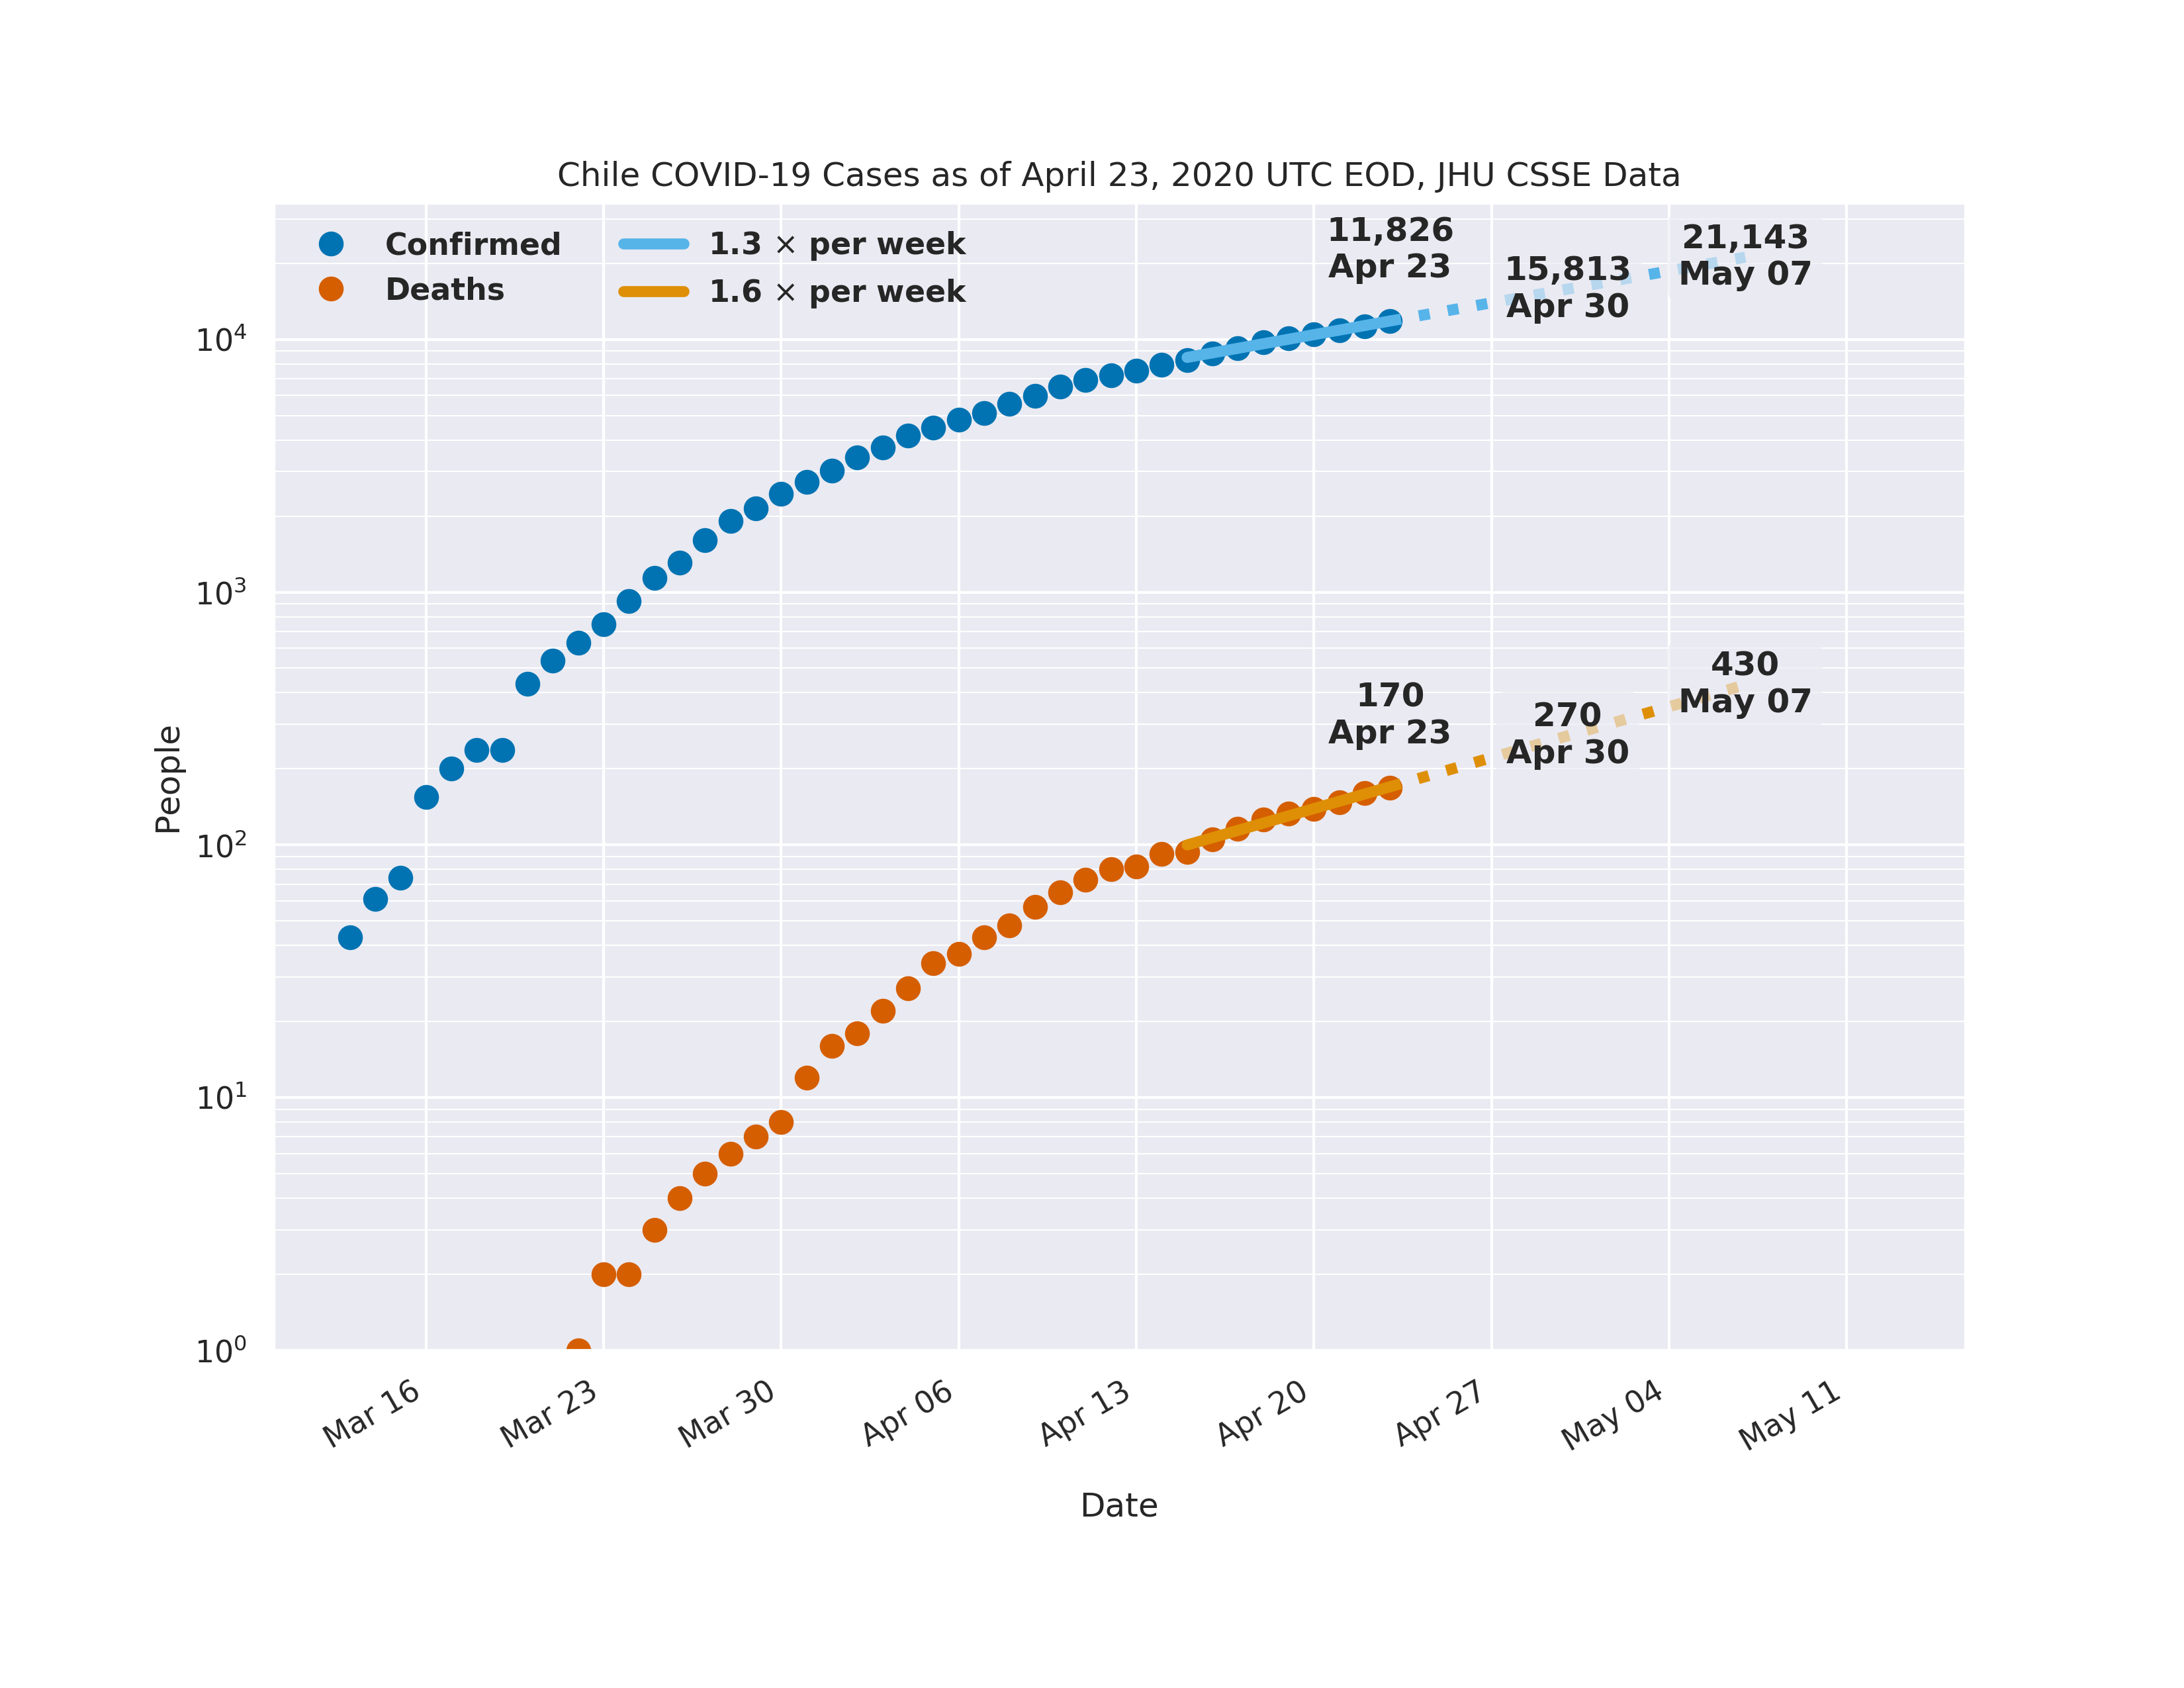 Chile COVID-19 Cases as of April 23, 2020 UTC EOD, JHU CSSE Data
Confirmed
Deaths
1.3 × per week
1.6 × per week
11,826
Apr 23
15,813
Apr 30
21,143
May 07
170
Apr 23
270
Apr 30
430
May 07
People
10⁴
10³
10²
10¹
10⁰
Mar 16
Mar 23
Mar 30
Apr 06
Apr 13
Apr 20
Apr 27
May 04
May 11
Date